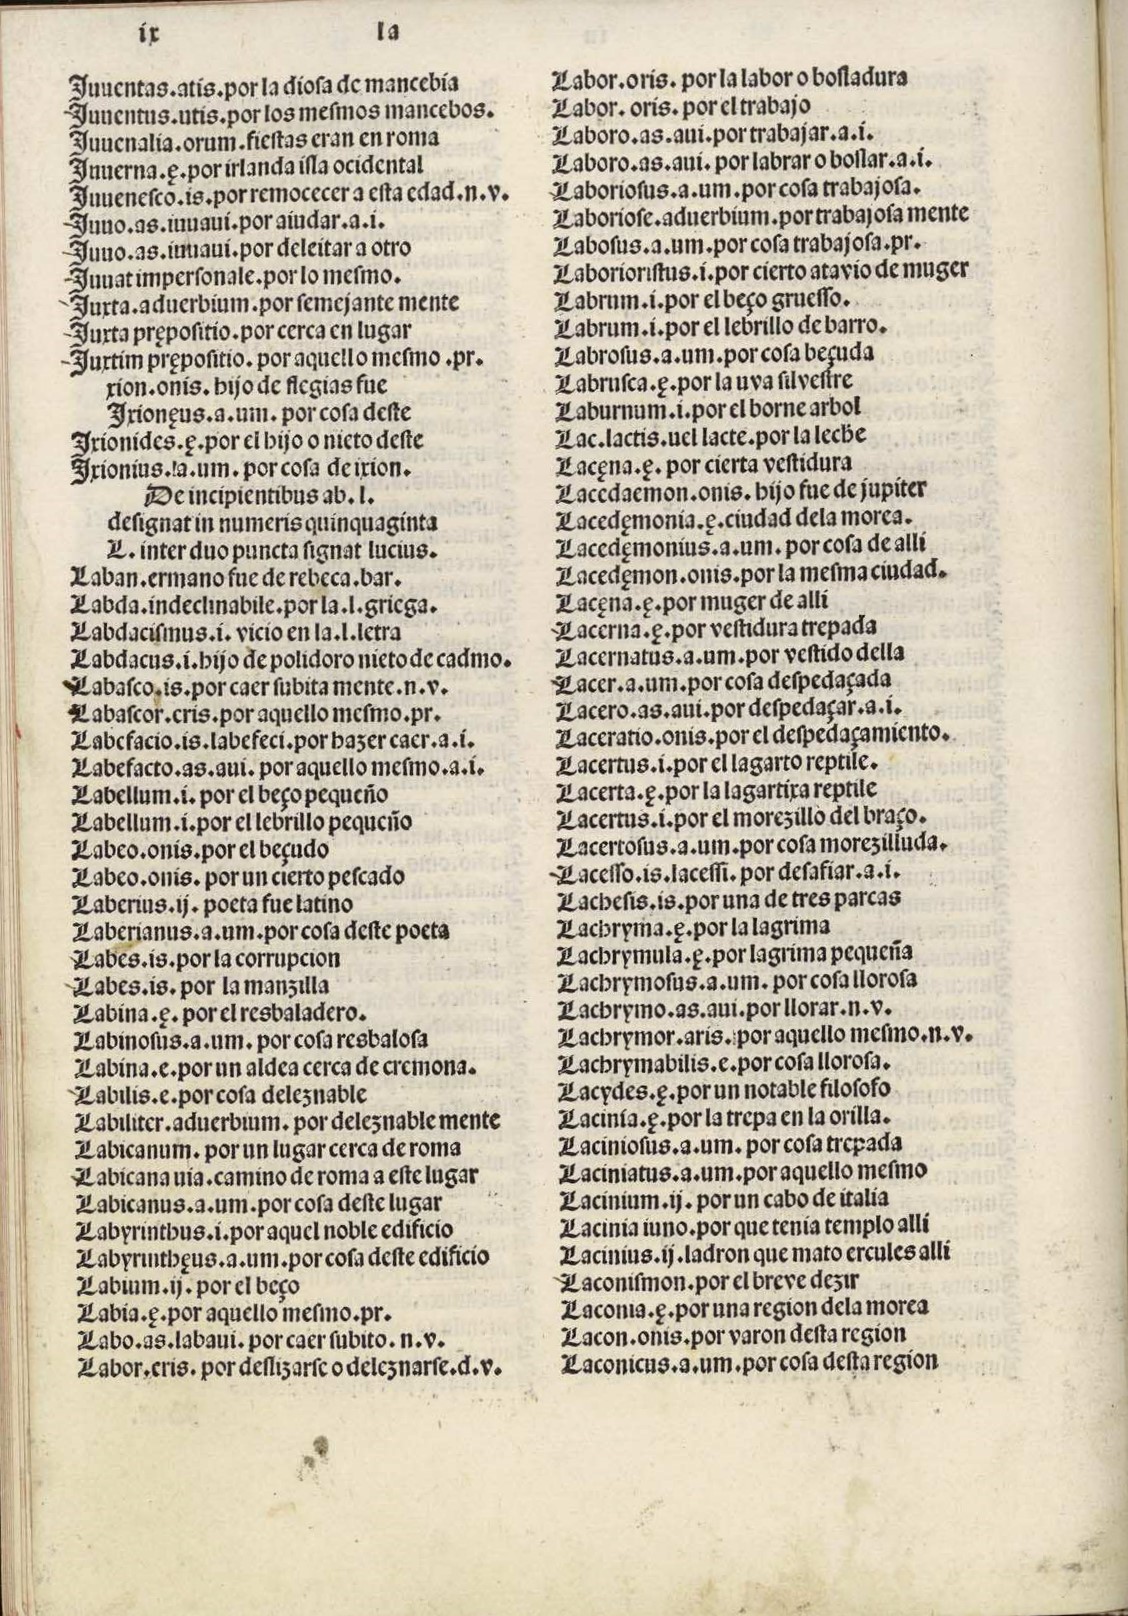 ix la
Iuuentas.atis.por la diosa de mancebia
Iuuentus.utis.por los mesmos mancebos.
Iuuenalia.orum.fiestas eran en roma
Iuuerna.ę.por irlanda isla ocidental
Iuuenesco.is.por remocecer a esta edad.n.v.
Iuuo.as.iuuaui.por aiudar.a.i.
Iuuo.as.iuuaui.por deleitar a otro
Iuuat impersonale.por lo mesmo.
Iuxta.aduerbium.por semejante mente
Iuxta prępositio.por cerca en lugar
Iuxtim prępositio.por aquello mesmo.pr.
xion.onis.hijo de flegias fue
Ixionęus.a.um.por cosa deste
Ixionides.ę.por el hijo o nieto deste
Ixionius.a.um.por cosa de ixion.
De incipientibus ab.l.
designat in numeris quinquaginta
L.inter duo puncta signat lucius.
Laban.ermano fue de rebeca.bar.
Labda.indeclinabile.por la.l.griega.
Labdacismus.i.vicio en la.l.letra
Labdacus.i.hijo de polidoro nieto de cadmo.
Labasco.is.por caer subita mente.n.v.
Labascor.eris.por aquello mesmo.pr.
Labefacio.is.labefeci.por hazer caer.a.i.
Labefacto.as.aui.por aquello mesmo.a.i.
Labellum.i.por el beço pequeño
Labellum.i.por el lebrillo pequeño
Labeo.onis.por el beçudo
Labeo.onis.por un cierto pescado
Laberius.ij.poeta fue latino
Laberianus.a.um.por cosa deste poeta
Labes.is.por la corrupcion
Labes.is.por la manzilla
Labina.ę.por el resbaladero.
Labinosus.a.um.por cosa resbalosa
Labina.e.por un aldea cerca de cremona.
Labilis.e.por cosa deleznable
Labiliter.aduerbium.por deleznable mente
Labicanum.por un lugar cerca de roma
Labicana uia.camino de roma a este lugar
Labicanus.a.um.por cosa deste lugar
Labyrinthus.i.por aquel noble edificio
Labyrinthęus.a.um.por cosa deste edificio
Labium.ij.por el beço
Labia.ę.por aquello mesmo.pr.
Labo.as.labaui.por caer subito.n.v.
Labor.eris.por deslizarse o deleznarse.d.v.
Labor.oris.por la labor o bosladura
Labor.oris.por el trabajo
Laboro.as.aui.por trabajar.a.i.
Laboro.as.aui.por labrar o boslar.a.i.
Laboriosus.a.um.por cosa trabajosa.
Laboriose.aduerbium.por trabajosa mente
Labosus.a.um.por cosa trabajosa.pr.
Laborioristus.i.por cierto atavio de muger
Labrum.i.por el beço gruesso.
Labrum.i.por el lebrillo de barro.
Labrosus.a.um.por cosa beçuda
Labrusca.ę.por la uva silvestre
Laburnum.i.por el borne arbol
Lac.lactis.uel lacte.por la leche
Lacęna.ę.por cierta vestidura
Lacedaemon.onis.hijo fue de jupiter
Lacedęmonia.ę.ciudad dela morea.
Lacedęmonius.a.um.por cosa de alli
Lacedęmon.onis.por la mesma ciudad.
Lacęna.ę.por muger de alli
Lacerna.ę.por vestidura trepada
Lacernatus.a.um.por vestido della
Lacer.a.um.por cosa despedaçada
Lacero.as.aui.por despedaçar.a.i.
Laceratio.onis.por el despedaçamiento.
Lacertus.i.por el lagarto reptile.
Lacerta.ę.por la lagartixa reptile
Lacertus.i.por el morezillo del braço.
Lacertosus.a.um.por cosa morezilluda.
Lacesso.is.lacessi.por desafiar.a.i.
Lachesis.is.por una de tres parcas
Lachryma.ę.por la lagrima
Lachrymula.ę.por lagrima pequeña
Lachrymosus.a.um.por cosa llorosa
Lachrymo.as.aui.por llorar.n.v.
Lachrymor.aris.por aquello mesmo.n.v.
Lachrymabilis.e.por cosa llorosa.
Lacydes.ę.por un notable filosofo
Lacinia.ę.por la trepa en la orilla.
Laciniosus.a.um.por cosa trepada
Laciniatus.a.um.por aquello mesmo
Lacinium.ij.por un cabo de italia
Lacinia iuno.por que tenia templo alli
Lacinius.ij.ladron que mato ercules alli
Laconismon.por el breve dezir
Laconia.ę.por una region dela morea
Lacon.onis.por varon desta region
Laconicus.a.um.por cosa desta region